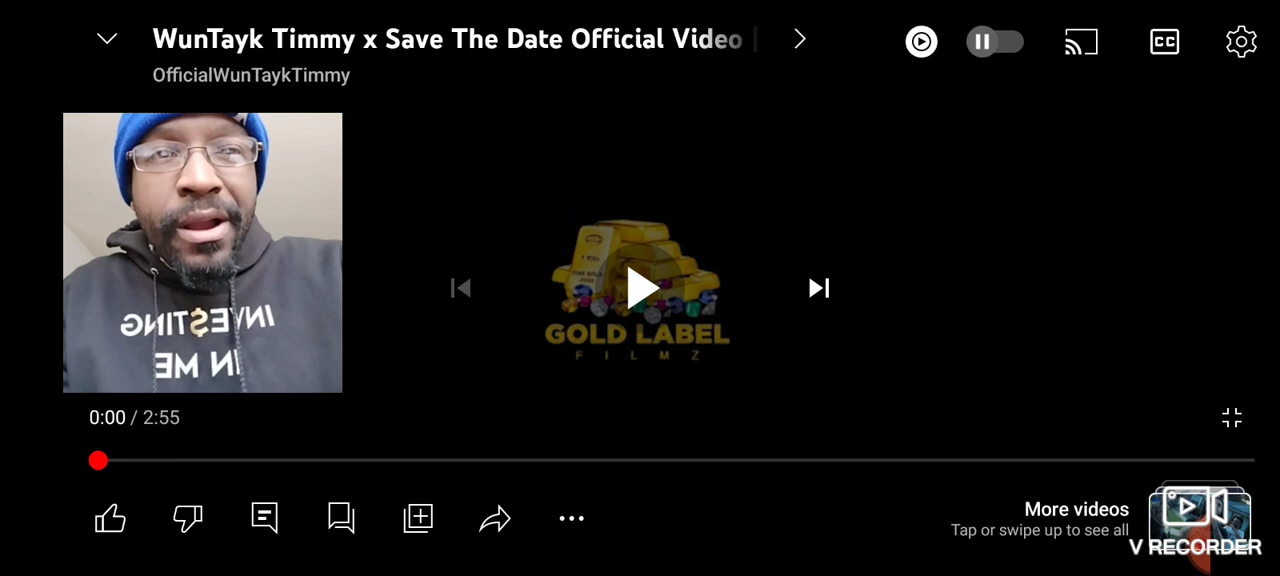 WunTayk Timmy x Save The Date Official Video |
OfficialWunTaykTimmy
CC
INVE$TING
IN ME
GOLD LABEL
FILMZ
0:00 / 2:55
More videos
Tap or swipe up to see all
V RECORDER